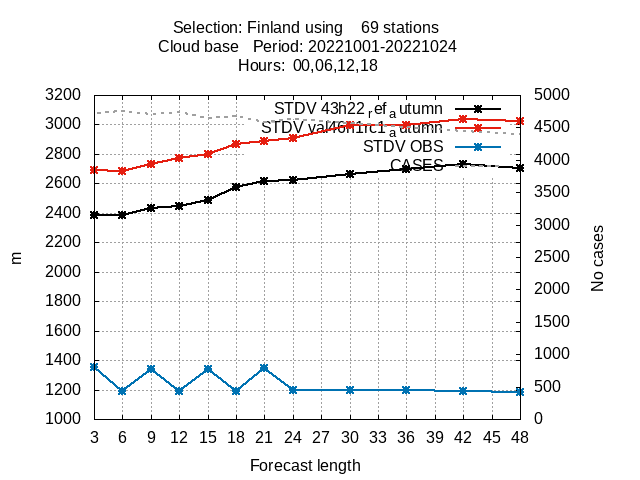 Selection: Finland using 69 stations
Cloud base Period: 20221001-20221024
Hours: 00,06,12,18
3200
3000
2800
2600
2400
2200
2000
1800
1600
1400
1200
1000
m
STDV 43h22_ref_autumn
STDV val46h1rc1_autumn
STDV OBS
CASES
5000
4500
4000
3500
3000
2500
2000
1500
1000
500
0
No cases
3 6 9 12 15 18 21 24 27 30 33 36 39 42 45 48
Forecast length